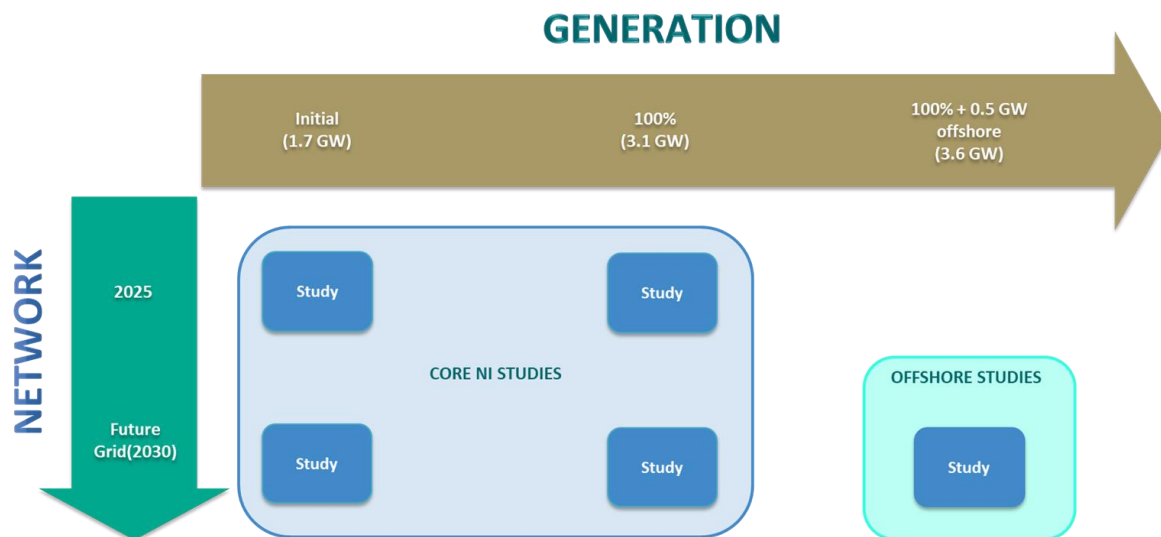 GENERATION
Initial
(1.7 GW)
100%
(3.1 GW)
100% + 0.5 GW
offshore
(3.6 GW)
NETWORK
2025
Future
Grid(2030)
Study
Study
CORE NI STUDIES
Study
Study
OFFSHORE STUDIES
Study